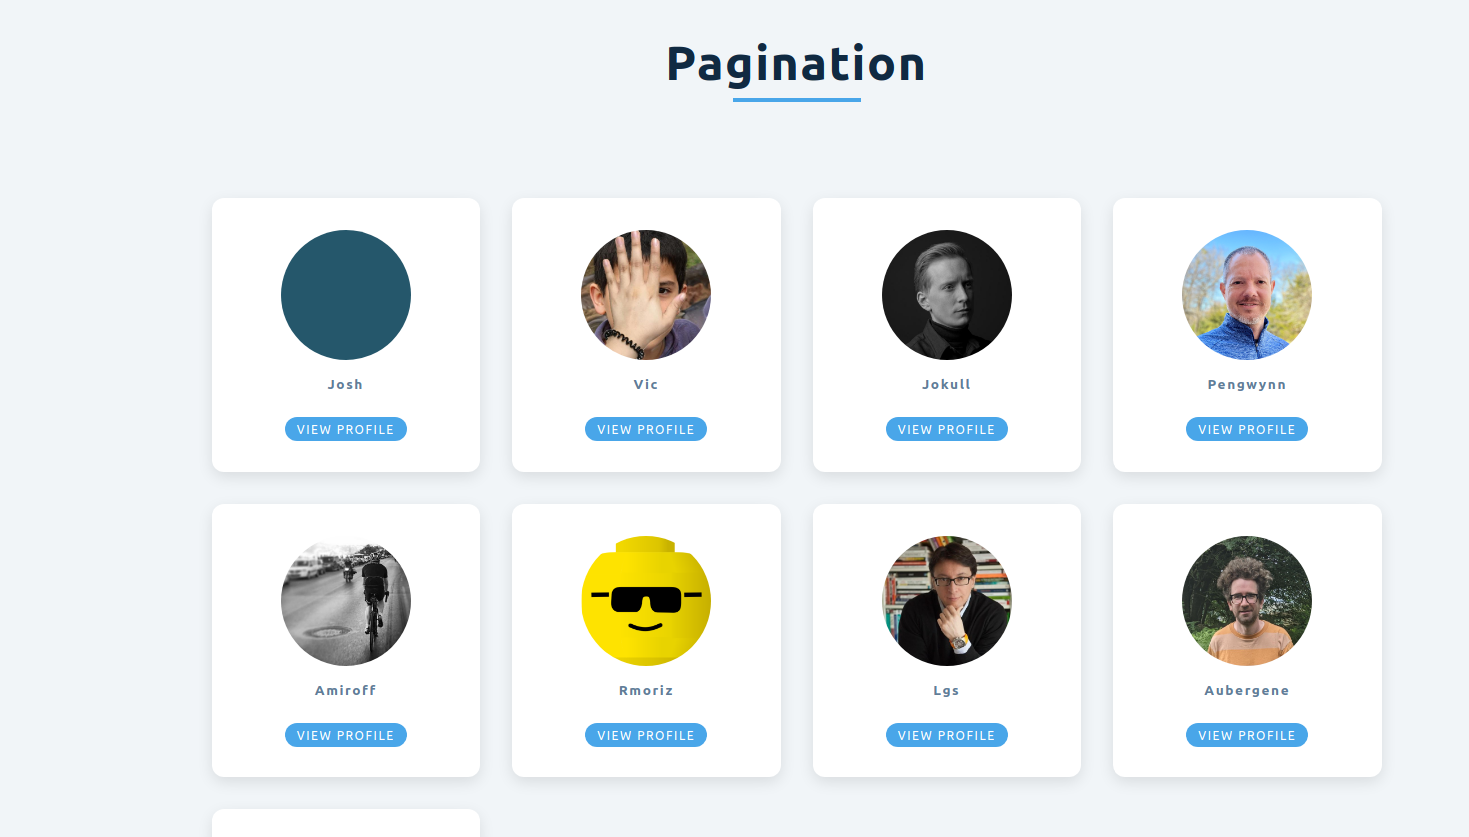 Pagination
Josh
Vic
Jokull
Pengwynn
VIEW PROFILE
VIEW PROFILE
VIEW PROFILE
VIEW PROFILE
Amiroff
Rmoriz
Lgs
Aubergene
VIEW PROFILE
VIEW PROFILE
VIEW PROFILE
VIEW PROFILE